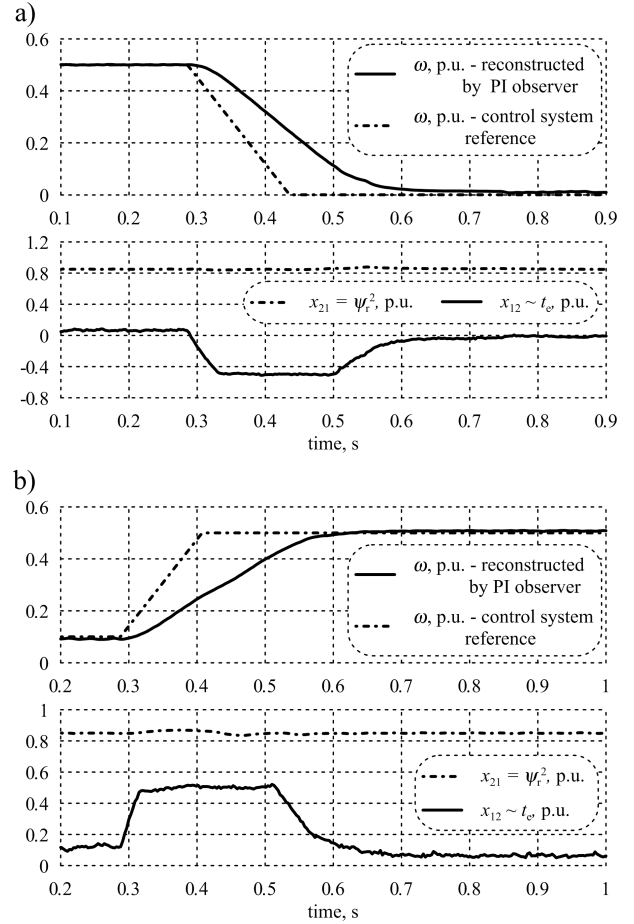 a)
0.6
0.4
0.2
0
ω, p.u. - reconstructed
by PI observer
ω, p.u. - control system
reference
0.1 0.2 0.3 0.4 0.5 0.6 0.7 0.8 0.9
1.2
0.8
0.4
0
-0.4
-0.8
x21 = ψr2, p.u. x12 ~ te, p.u.
0.1 0.2 0.3 0.4 0.5 0.6 0.7 0.8 0.9
time, s
b)
0.6
0.4
0.2
0
ω, p.u. - reconstructed
by PI observer
ω, p.u. - control system
reference
0.2 0.3 0.4 0.5 0.6 0.7 0.8 0.9 1
1
0.8
0.6
0.4
0.2
0
x21 = ψr2, p.u.
x12 ~ te, p.u.
0.2 0.3 0.4 0.5 0.6 0.7 0.8 0.9 1
time, s